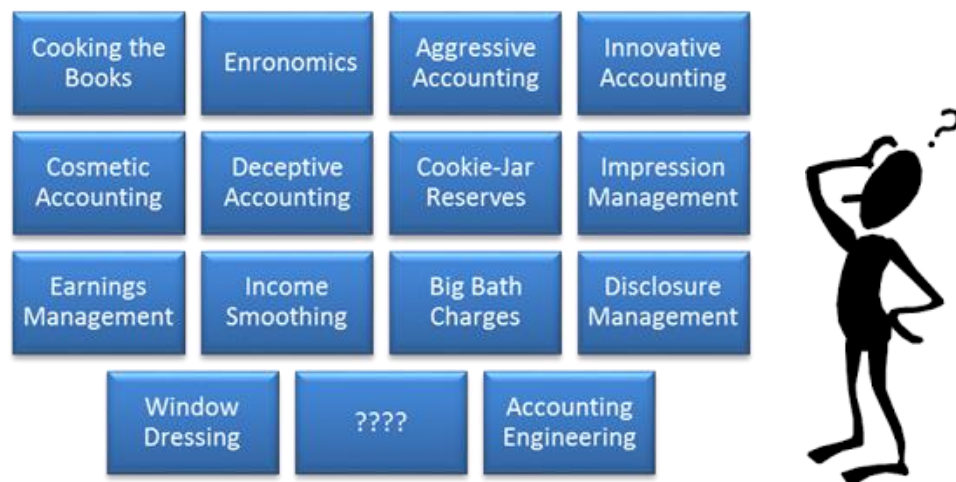 Cooking the
Books
Enronomics
Aggressive
Accounting
Innovative
Accounting
Cosmetic
Accounting
Deceptive
Accounting
Cookie-Jar
Reserves
Impression
Management
Earnings
Management
Income
Smoothing
Big Bath
Charges
Disclosure
Management
Window
Dressing
????
Accounting
Engineering
?